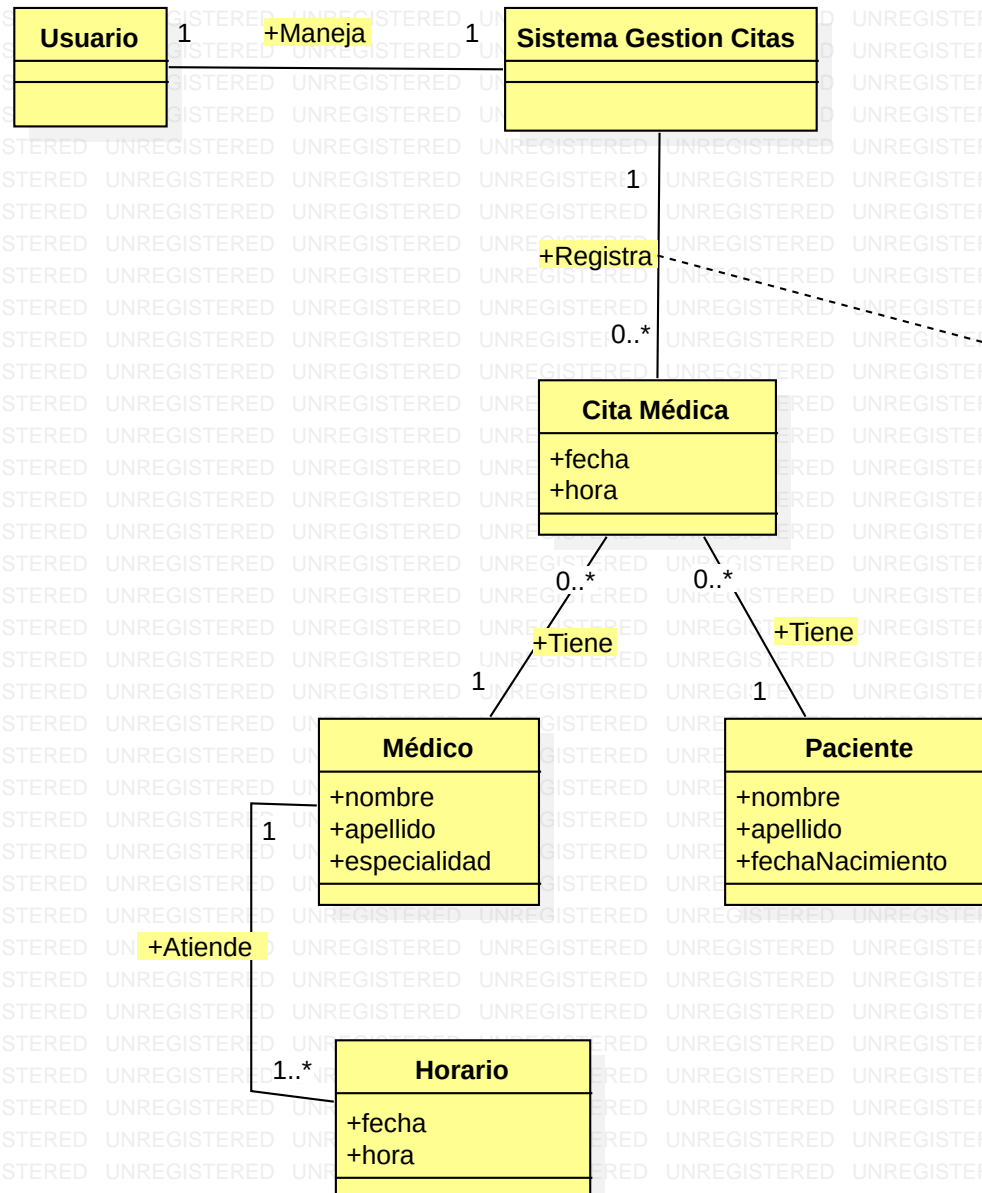 Usuario
1
+Maneja
1
Sistema Gestion Citas
1
+Registra
0..*
Cita Médica
+fecha
+hora
0..*
0..*
+Tiene
+Tiene
1
1
Médico
+nombre
+apellido
+especialidad
Paciente
+nombre
+apellido
+fechaNacimiento
1
+Atiende
1..*
Horario
+fecha
+hora
UNREGISTERED